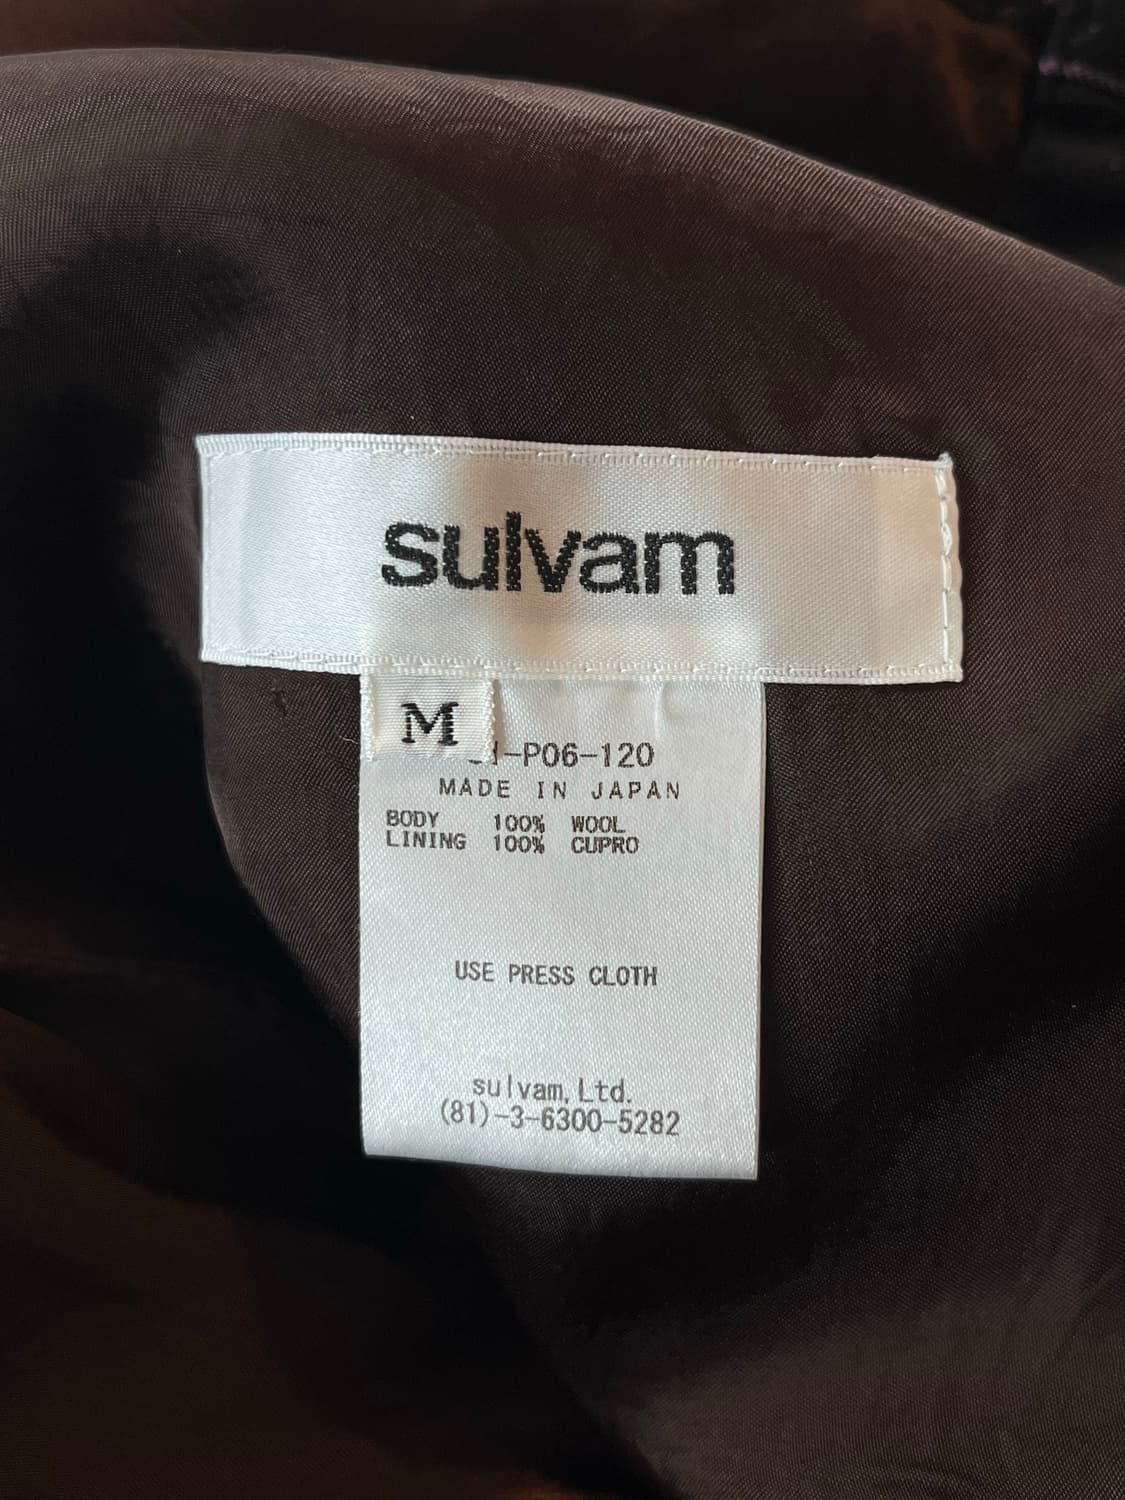 sulvam
M
-P06-120
MADE IN JAPAN
BODY 100% WOOL
LINING 100% CUPRO
USE PRESS CLOTH
sulvam, Ltd.
(81)-3-6300-5282